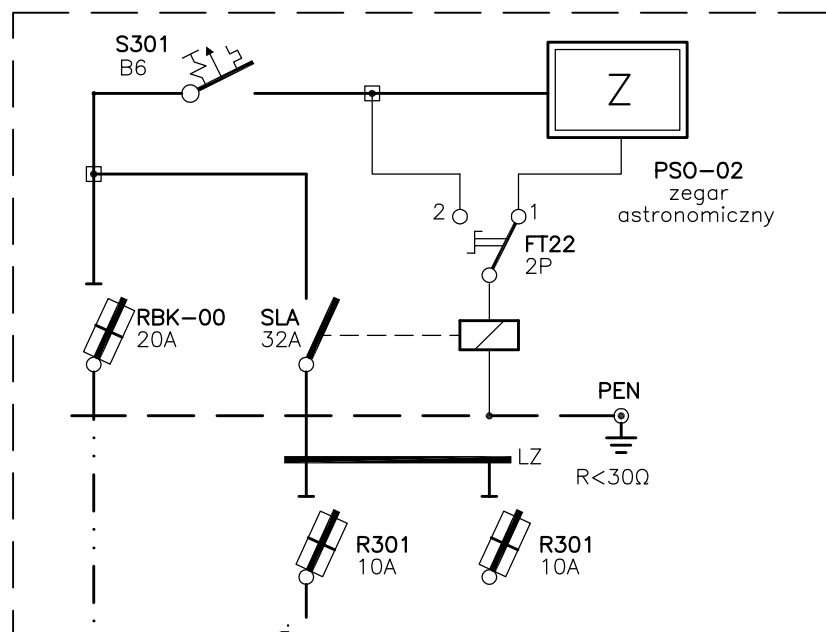 S301
B6
Z
PSO-02
zegar
astronomiczny
2
1
FT22
2P
RBK-00
20A
SLA
32A
PEN
LZ
R<30Ω
R301
10A
R301
10A